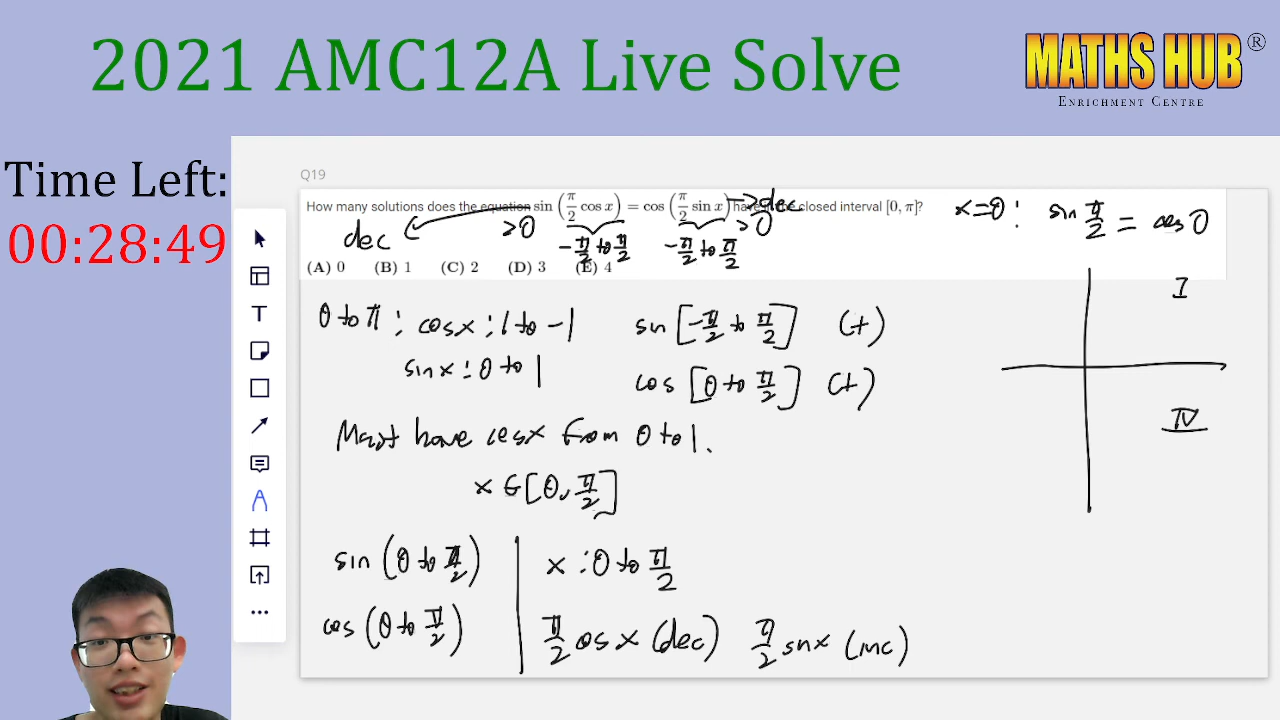 2021 AMC12A Live Solve
MATHS HUB®
ENRICHMENT CENTRE
Time Left:
00:28:49
Q19
How many solutions does the equation sin (π/2 cos x) = cos (π/2 sin x) have in the closed interval [0, π]?
(A) 0 (B) 1 (C) 2 (D) 3 (E) 4
dec
>0
-π/2 to π/2
-π/2 to π/2
>0
→dec
x=0 : sin π/2 = cos 0
I
IV
0 to π : cosx : 1 to -1
sinx : 0 to 1
sin [-π/2 to π/2] (+)
cos [0 to π/2] (+)
Must have cosx from 0 to 1.
x ∈ [0, π/2]
sin (0 to π/2)
cos (0 to π/2)
x : 0 to π/2
π/2 cos x (dec) π/2 sinx (inc)
T